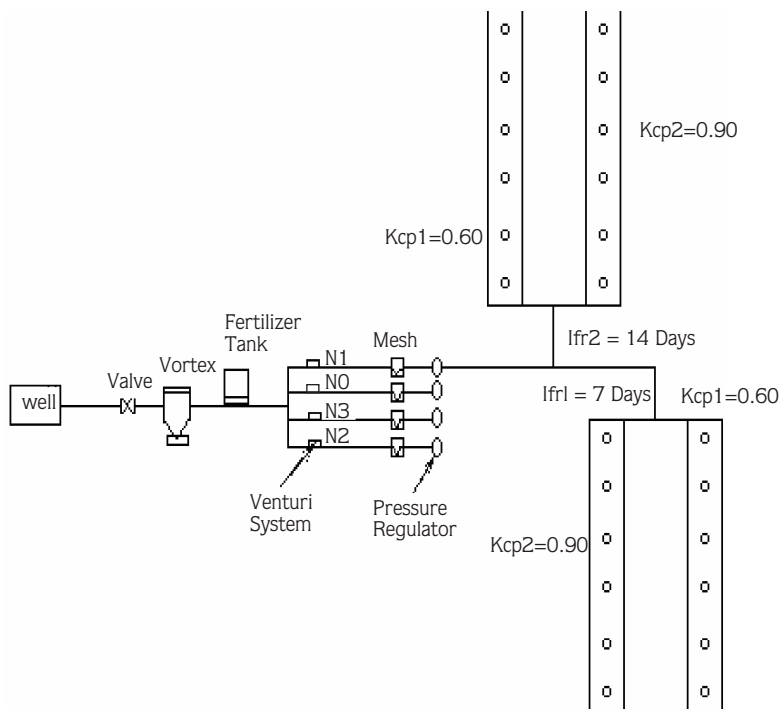 Kcp2=0.90
Kcp1=0.60
Fertilizer
Tank
Mesh
Ifr2 = 14 Days
Vortex
N1
Valve
N0
well
Ifrl = 7 Days
Kcp1=0.60
N3
N2
Venturi
System
Pressure
Regulator
Kcp2=0.90